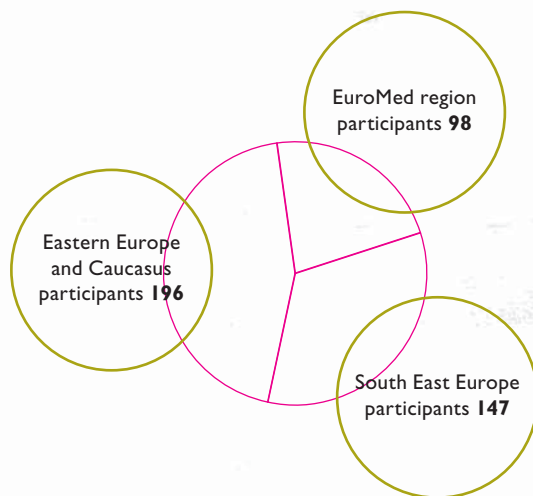 EuroMed region
participants 98
Eastern Europe
and Caucasus
participants 196
South East Europe
participants 147